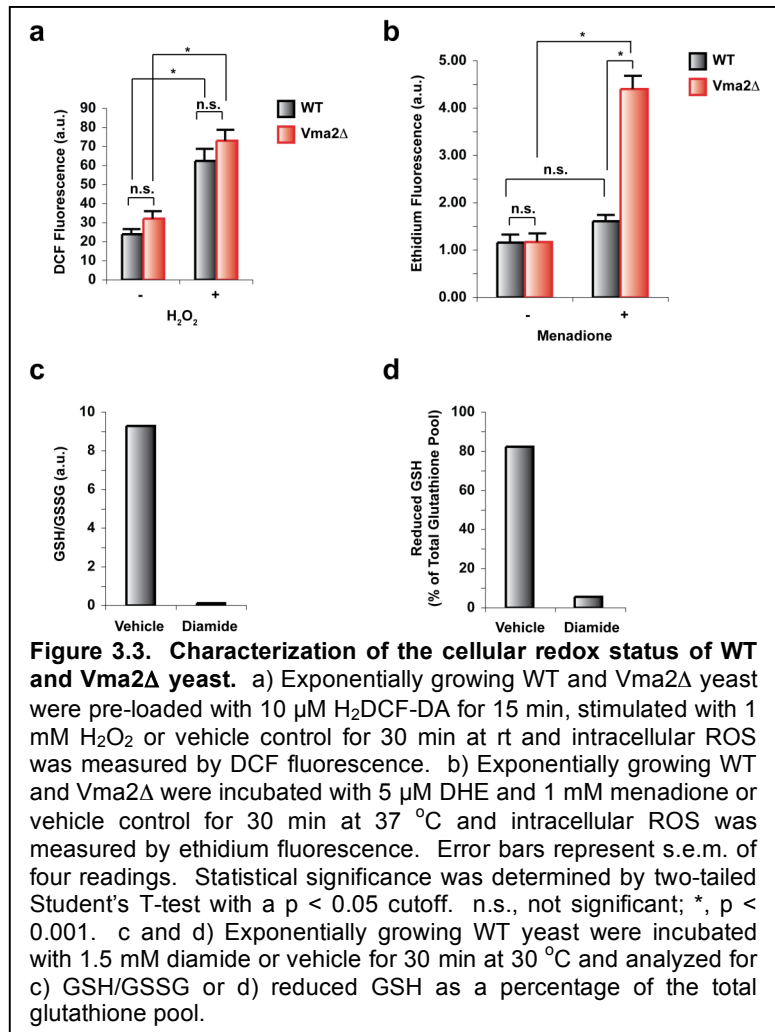 a
*
*
WT
Vma2Δ
n.s.
n.s.
DCF Fluorescence (a.u.)
90
80
70
60
50
40
30
20
10
0
-
+
H₂O₂
b
*
*
WT
Vma2Δ
n.s.
n.s.
Ethidium Fluorescence (a.u.)
5.00
4.00
3.00
2.00
1.00
0.00
-
+
Menadione
c
GSH/GSSG (a.u.)
10
8
6
4
2
0
Vehicle
Diamide
d
Reduced GSH
(% of Total Glutathione Pool)
100
80
60
40
20
0
Vehicle
Diamide
Figure 3.3. Characterization of the cellular redox status of WT
and Vma2Δ yeast. a) Exponentially growing WT and Vma2Δ yeast
were pre-loaded with 10 µM H₂DCF-DA for 15 min, stimulated with 1
mM H₂O₂ or vehicle control for 30 min at rt and intracellular ROS
was measured by DCF fluorescence. b) Exponentially growing WT
and Vma2Δ were incubated with 5 µM DHE and 1 mM menadione or
vehicle control for 30 min at 37 °C and intracellular ROS was
measured by ethidium fluorescence. Error bars represent s.e.m. of
four readings. Statistical significance was determined by two-tailed
Student's T-test with a p < 0.05 cutoff. n.s., not significant; *, p <
0.001. c and d) Exponentially growing WT yeast were incubated
with 1.5 mM diamide or vehicle for 30 min at 30 °C and analyzed for
c) GSH/GSSG or d) reduced GSH as a percentage of the total
glutathione pool.